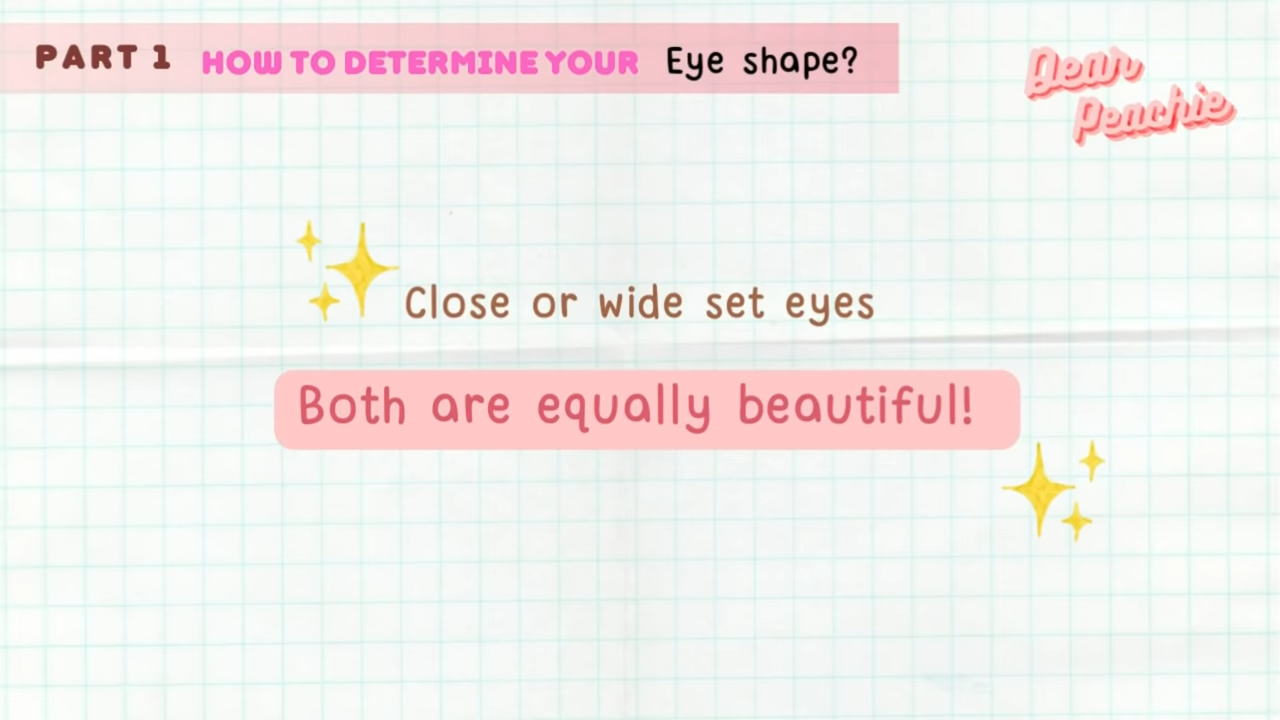 PART 1 HOW TO DETERMINE YOUR Eye shape?
Dear
Peachie
Close or wide set eyes
Both are equally beautiful!